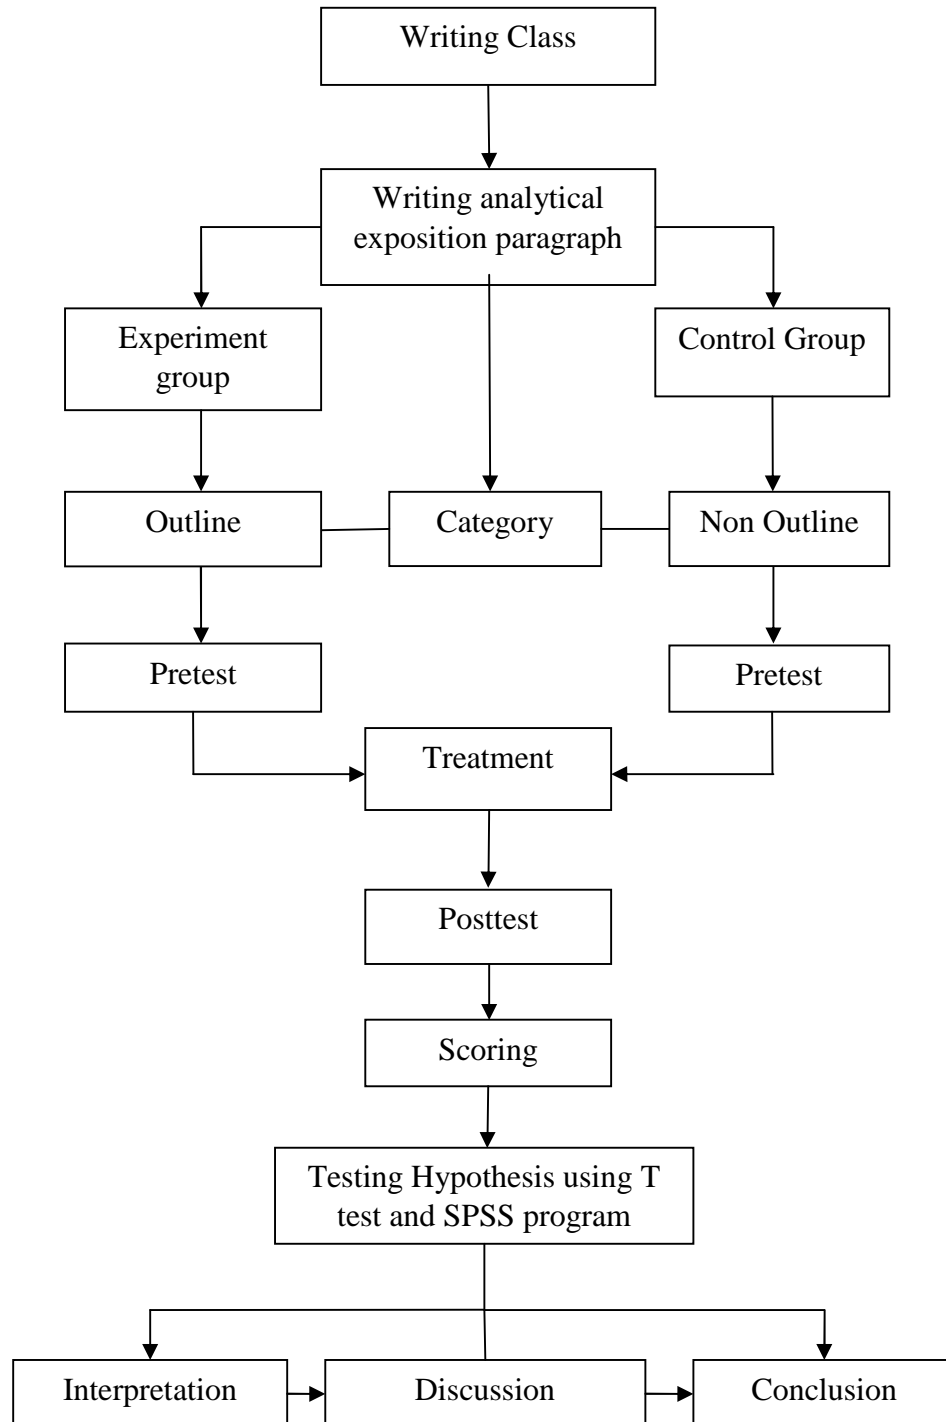 Writing Class
Writing analytical
exposition paragraph
Experiment
group
Control Group
Outline
Category
Non Outline
Pretest
Pretest
Treatment
Posttest
Scoring
Testing Hypothesis using T
test and SPSS program
Interpretation
Discussion
Conclusion